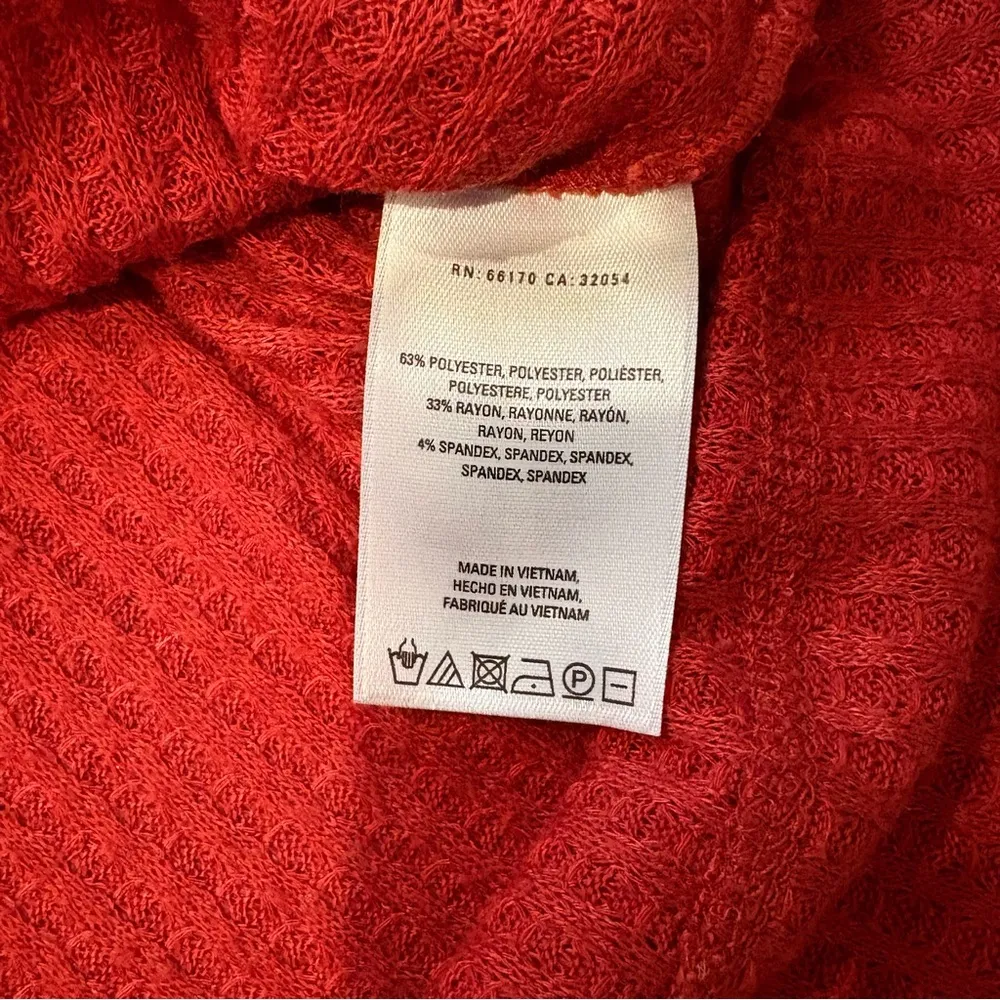 RN: 66170 CA: 32054
63% POLYESTER, POLYESTER, POLIÉSTER,
POLYESTERE, POLYESTER
33% RAYON, RAYONNE, RAYÓN,
RAYON, REYON
4% SPANDEX, SPANDEX, SPANDEX,
SPANDEX, SPANDEX
MADE IN VIETNAM,
HECHO EN VIETNAM,
FABRIQUÉ AU VIETNAM
P